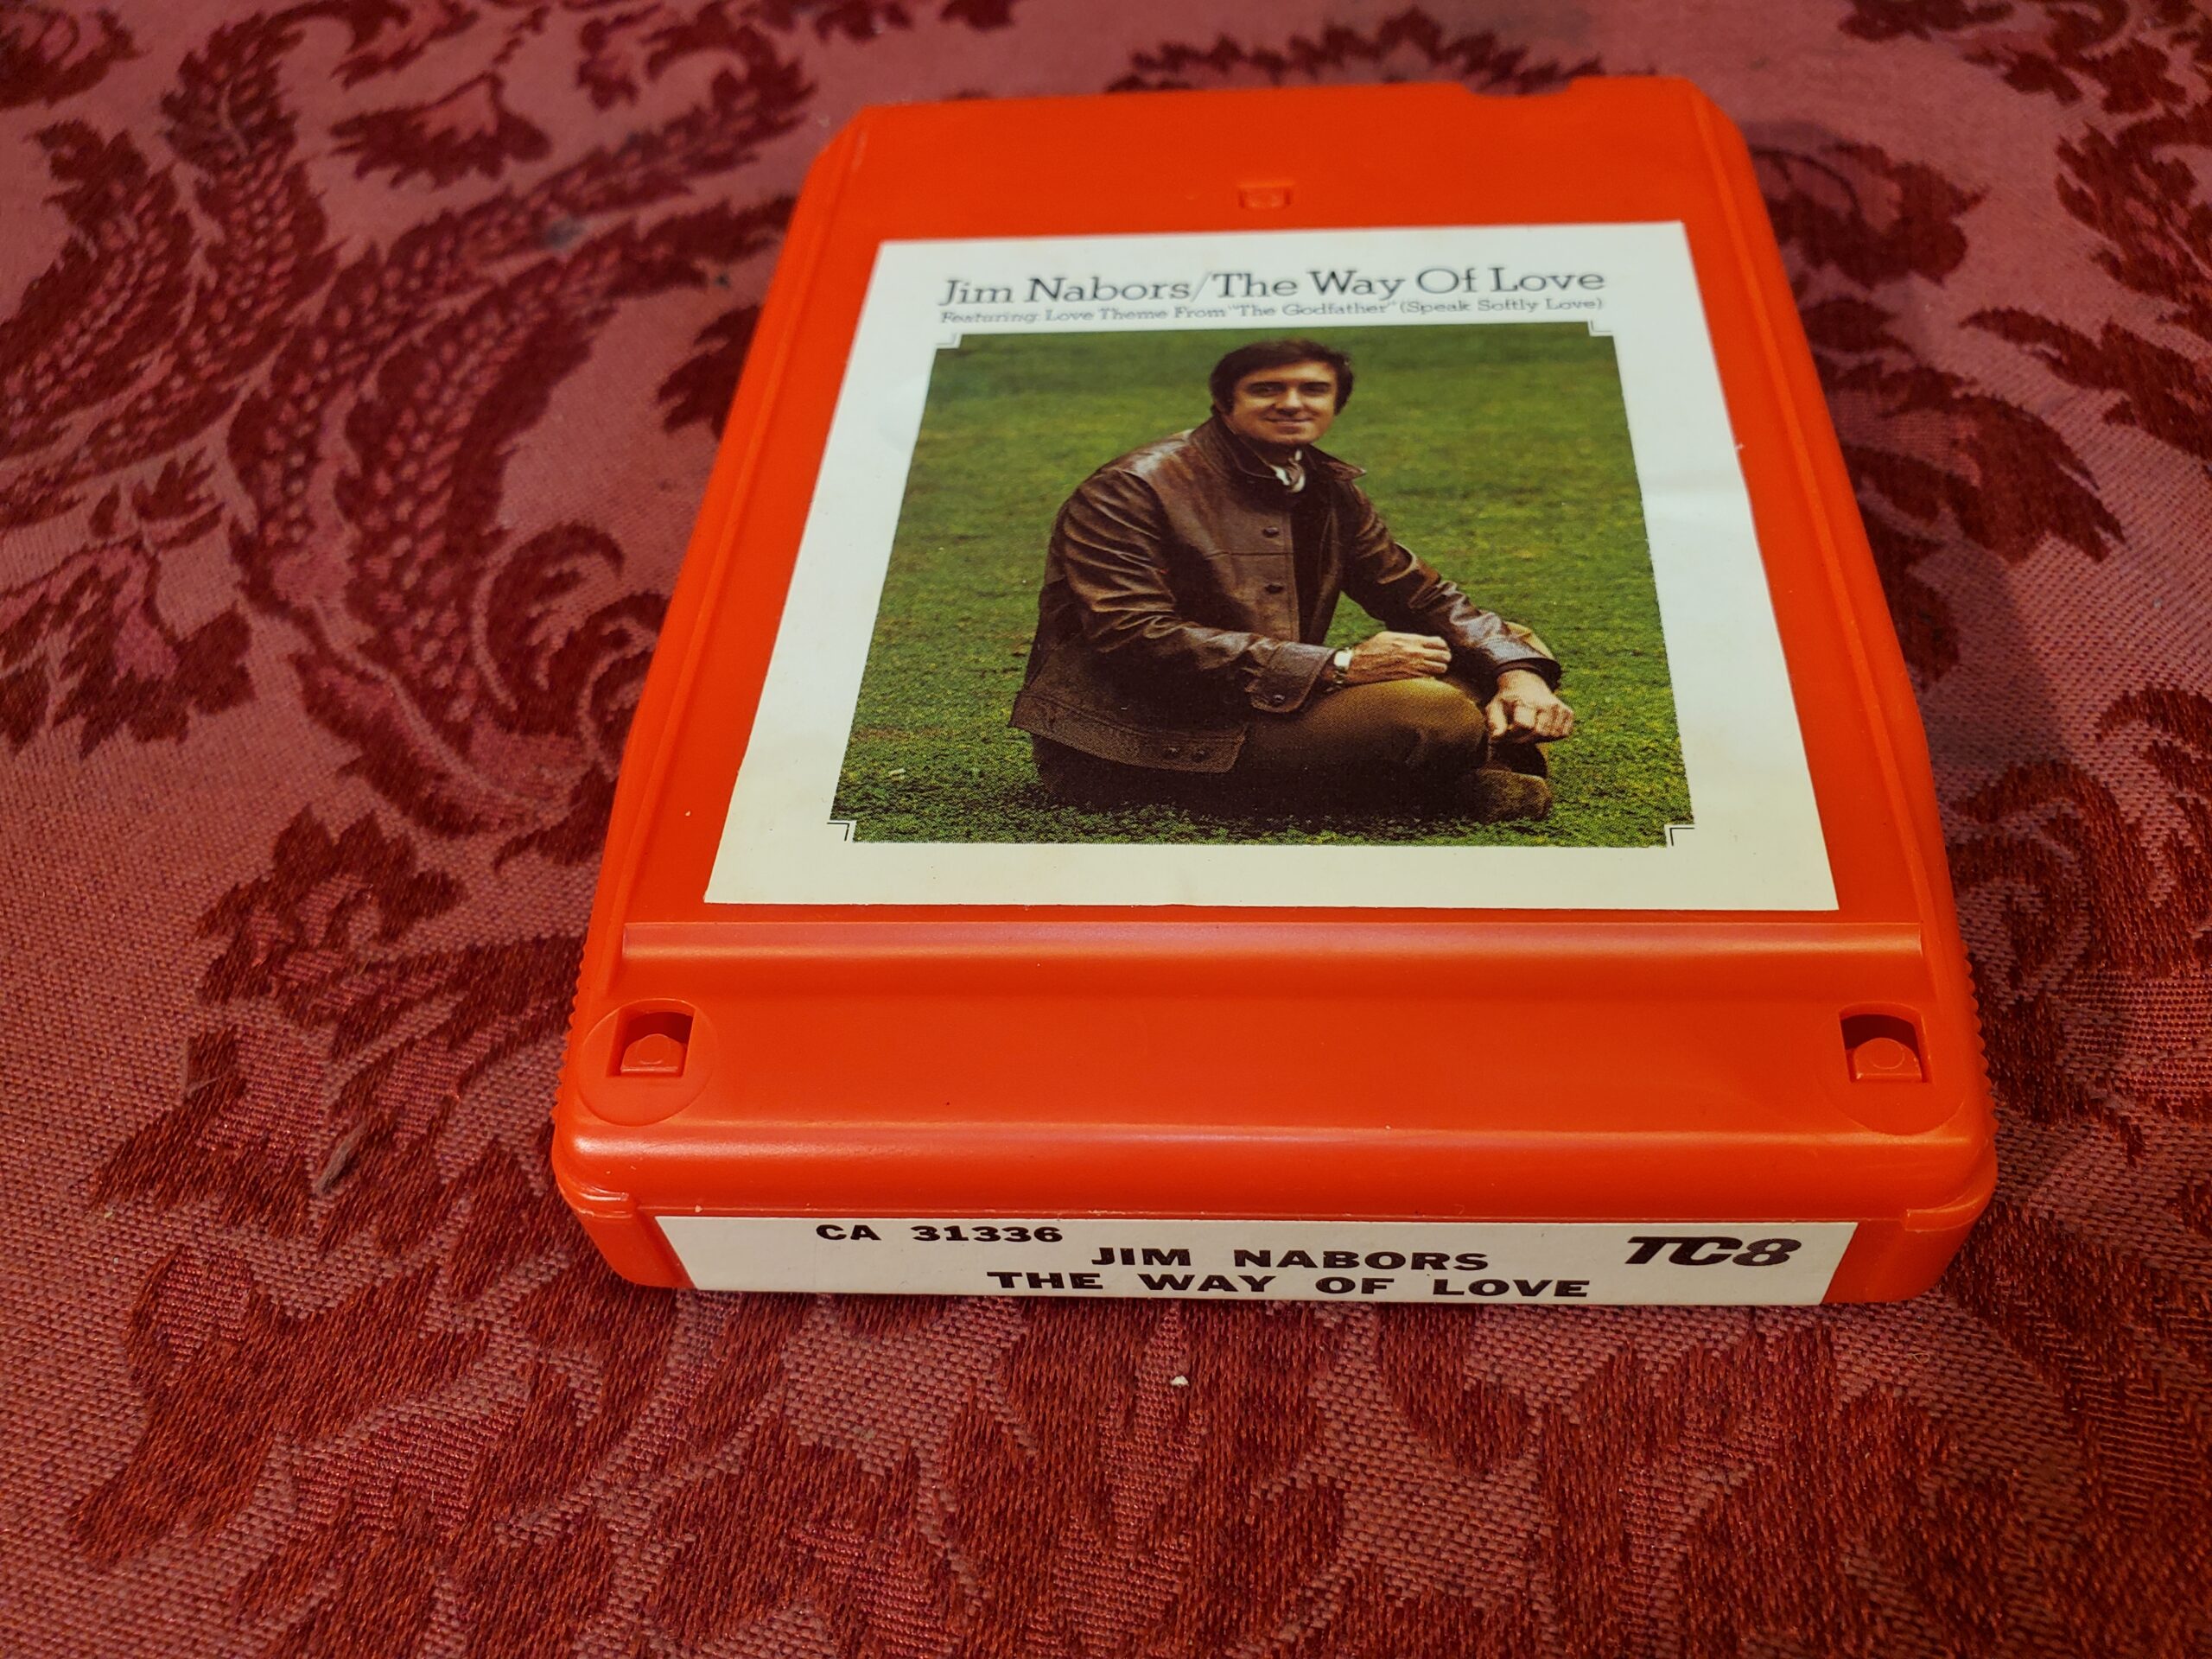 Jim Nabors/The Way Of Love
Featuring: Love Theme From "The Godfather" (Speak Softly Love)
CA 31336
TC8
JIM NABORS
THE WAY OF LOVE